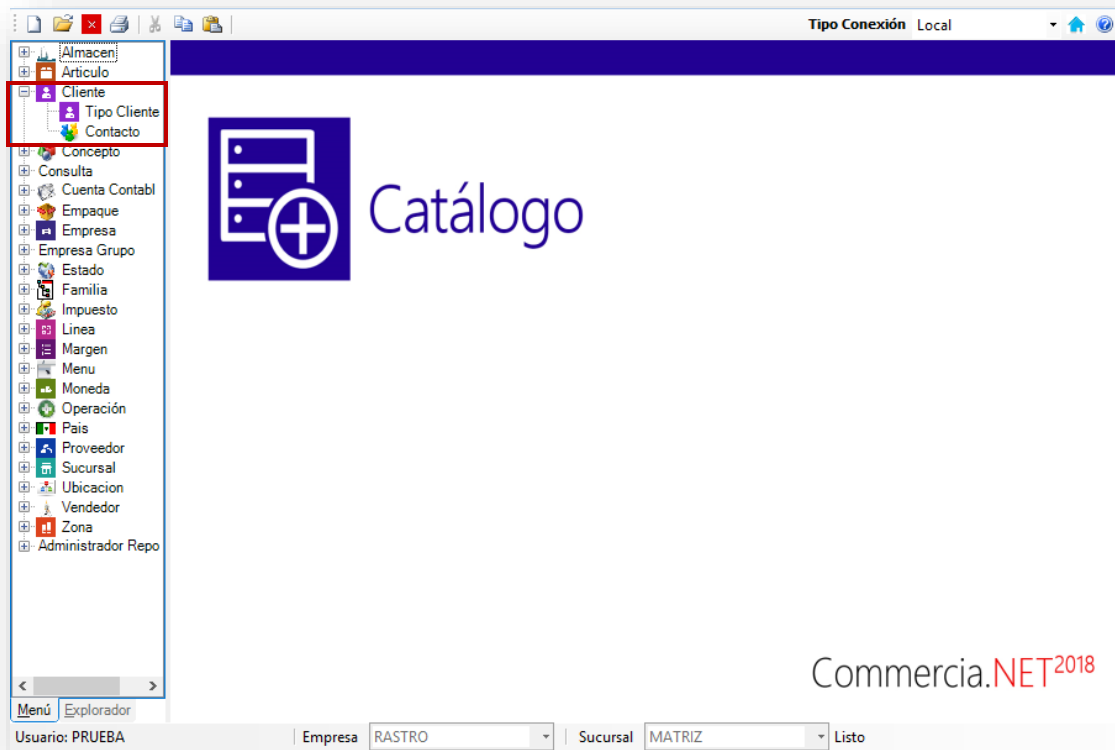 Tipo Conexión Local
Almacen
Articulo
Cliente
Tipo Cliente
Contacto
Concepto
Consulta
Cuenta Contabl
Empaque
Empresa
Empresa Grupo
Estado
Familia
Impuesto
Linea
Margen
Menu
Moneda
Operación
Pais
Proveedor
Sucursal
Ubicacion
Vendedor
Zona
Administrador Repo
Catálogo
Commercia.NET2018
Menú Explorador
Usuario: PRUEBA Empresa RASTRO Sucursal MATRIZ Listo